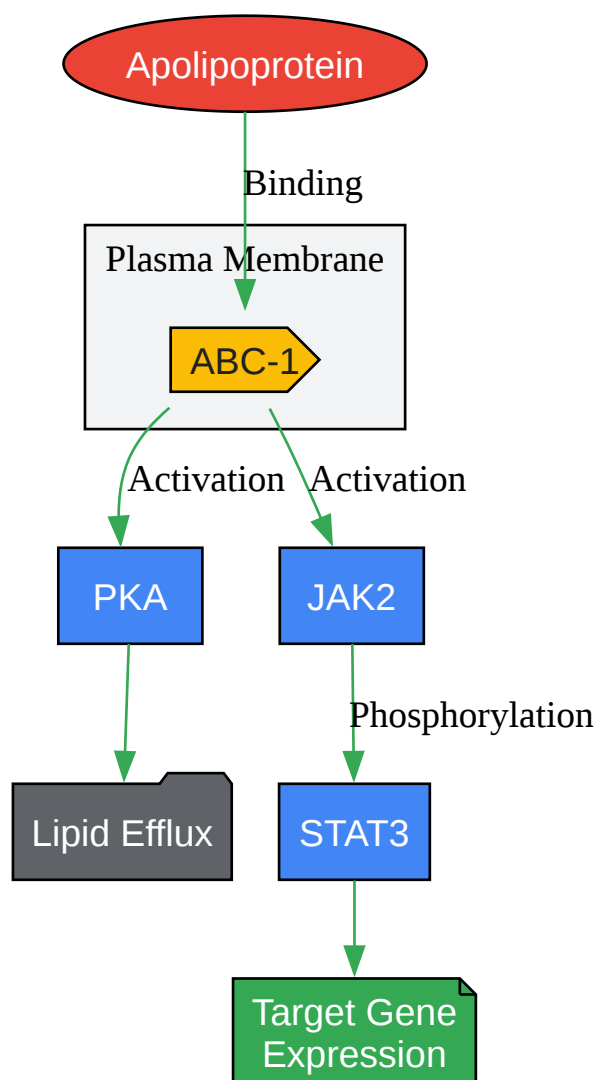 Apolipoprotein
Binding
Plasma Membrane
ABC-1
Activation
Activation
PKA
JAK2
Phosphorylation
Lipid Efflux
STAT3
Target Gene
Expression